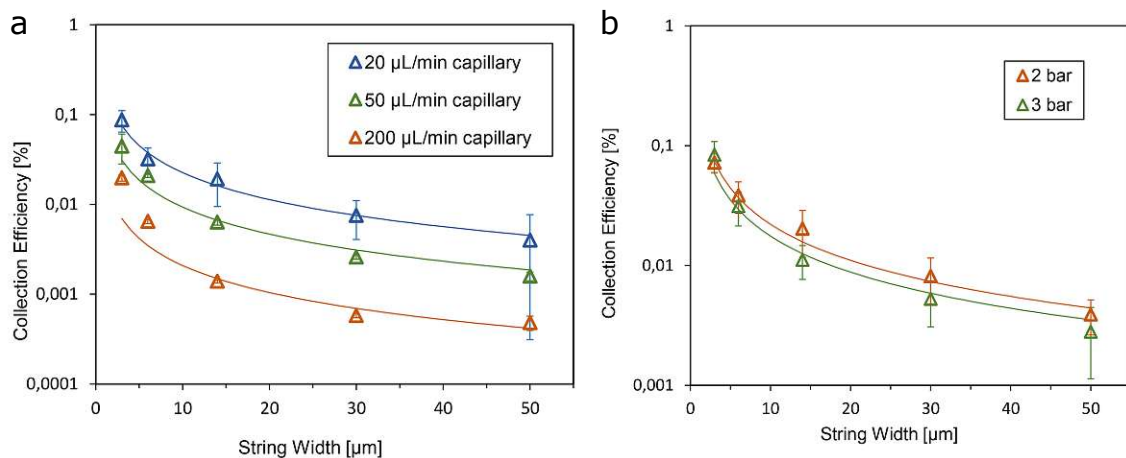 a
1
0,1
0,01
0,001
0,0001
Collection Efficiency [%]
20 µL/min capillary
50 µL/min capillary
200 µL/min capillary
0 10 20 30 40 50
String Width [µm]
b
1
0,1
0,01
0,001
Collection Efficiency [%]
2 bar
3 bar
0 10 20 30 40 50
String Width [µm]